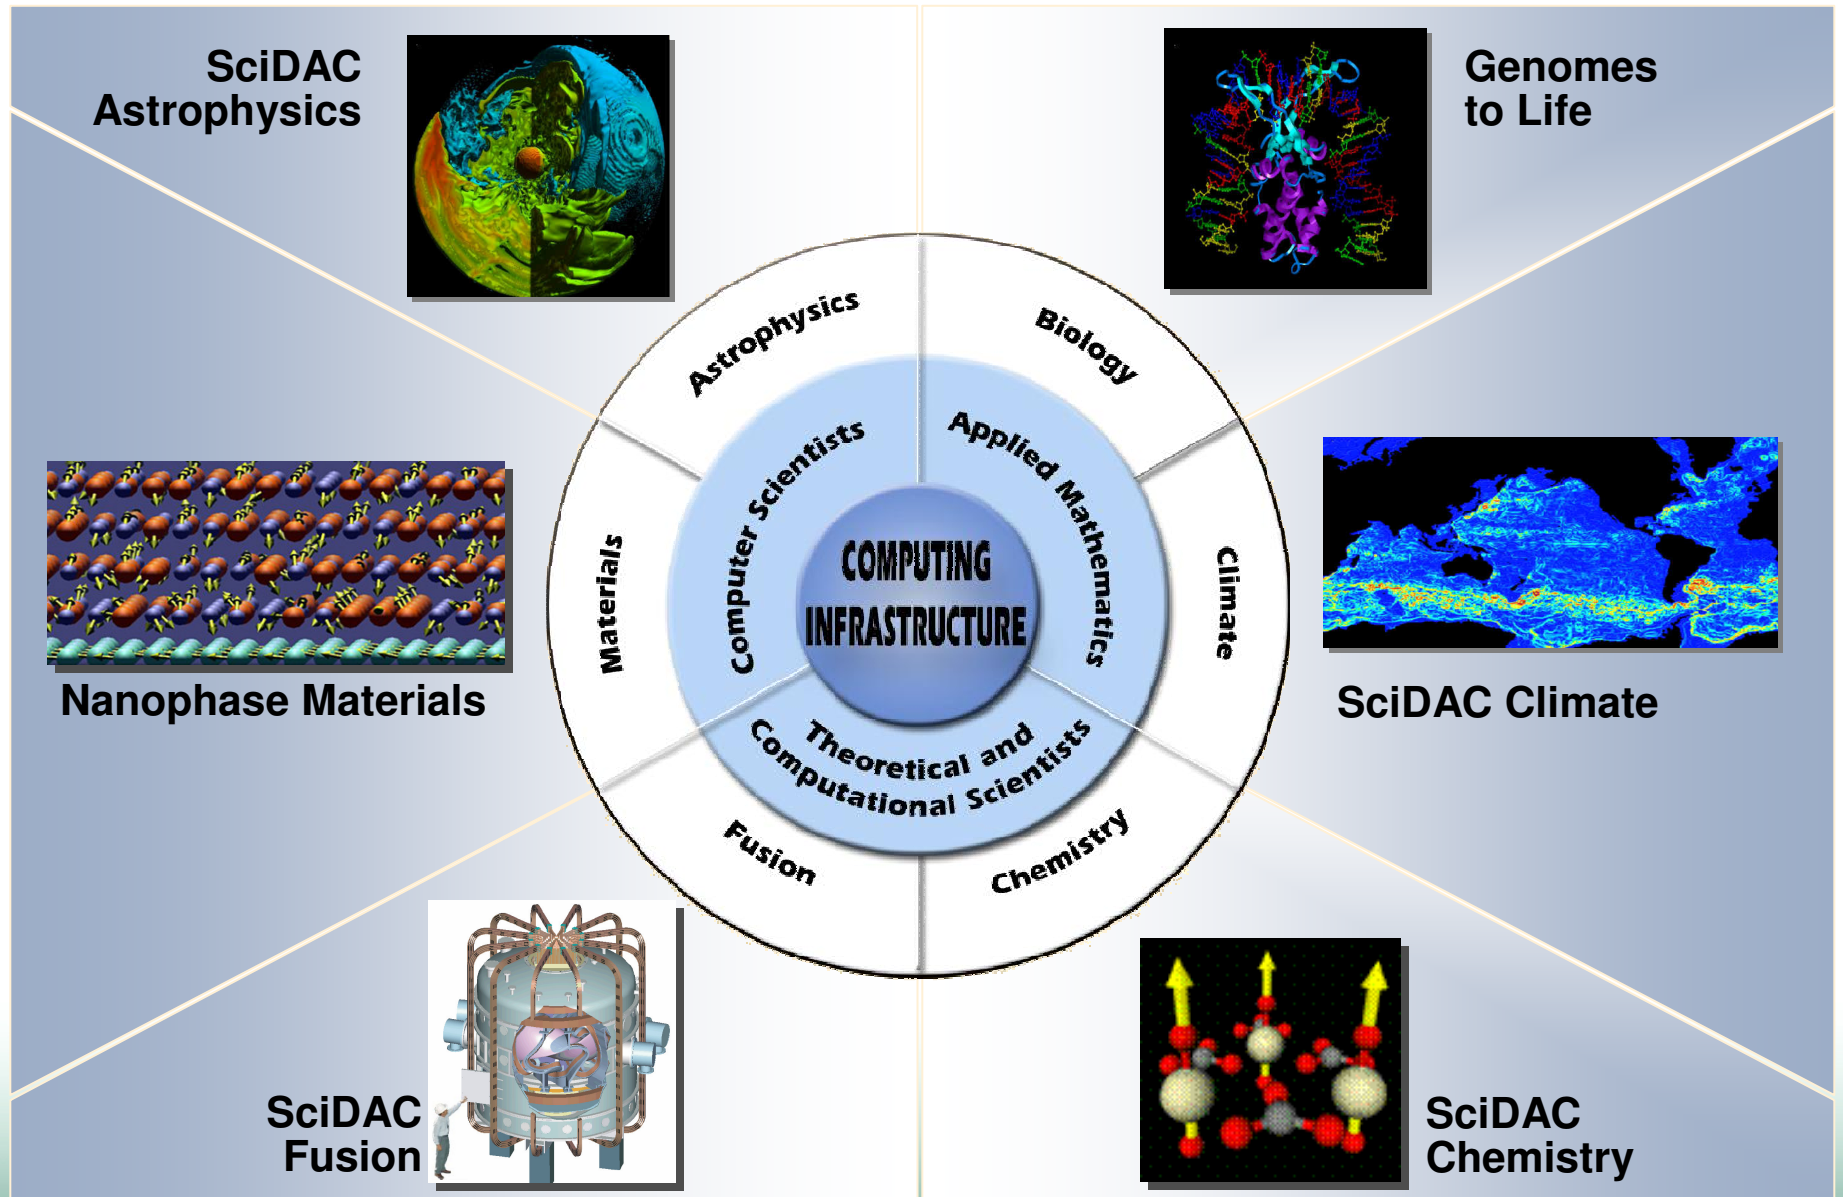 SciDAC
Astrophysics
Genomes
to Life
Astrophysics
Biology
Computer Scientists
Applied Mathematics
COMPUTING
INFRASTRUCTURE
Materials
Climate
Nanophase Materials
SciDAC Climate
Theoretical and
Computational Scientists
Fusion
Chemistry
SciDAC
Fusion
SciDAC
Chemistry